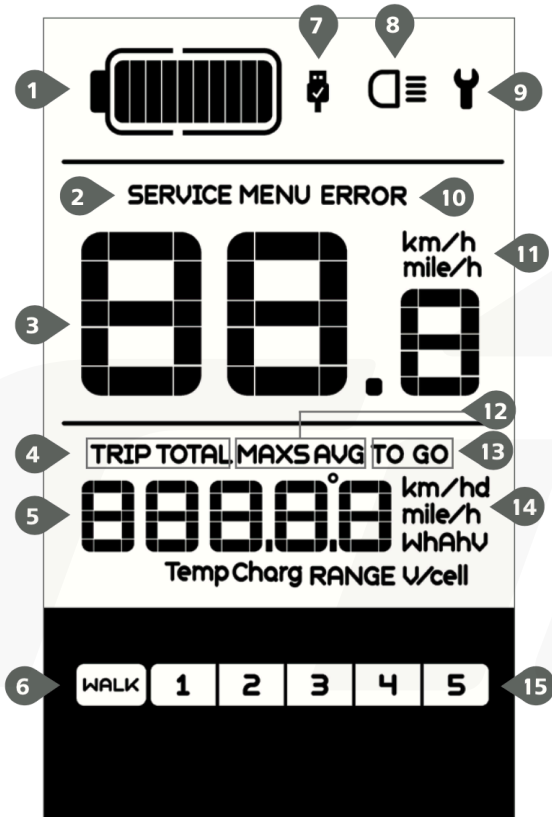 7 8
1 9
2 SERVICE MENU ERROR 10
88.8
km/h
mile/h
11
3
12
4 TRIP TOTAL MAXS AVG TO GO 13
5 888.8.8° km/hd
mile/h 14
WhAhV
Temp Charg RANGE V/cell
6 WALK 1 2 3 4 5 15